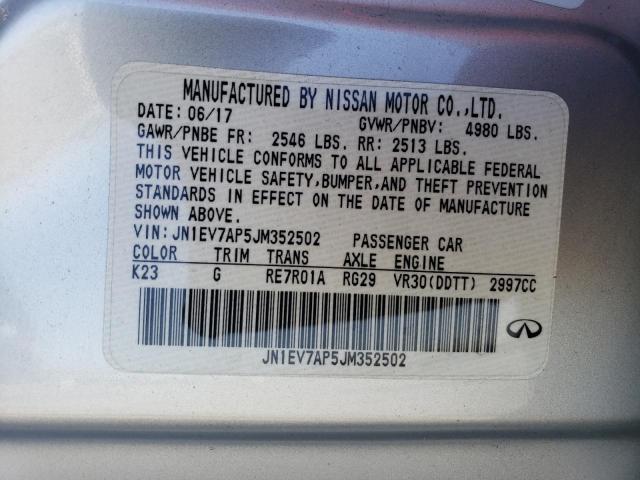 MANUFACTURED BY NISSAN MOTOR CO.,LTD.
DATE: 06/17 GVWR/PNBV: 4980 LBS.
GAWR/PNBE FR: 2546 LBS. RR: 2513 LBS.
THIS VEHICLE CONFORMS TO ALL APPLICABLE FEDERAL
MOTOR VEHICLE SAFETY,BUMPER,AND THEFT PREVENTION
STANDARDS IN EFFECT ON THE DATE OF MANUFACTURE
SHOWN ABOVE.
VIN: JN1EV7AP5JM352502 PASSENGER CAR
COLOR TRIM TRANS AXLE ENGINE
K23 G RE7R01A RG29 VR30(DDTT) 2997CC
JN1EV7AP5JM352502